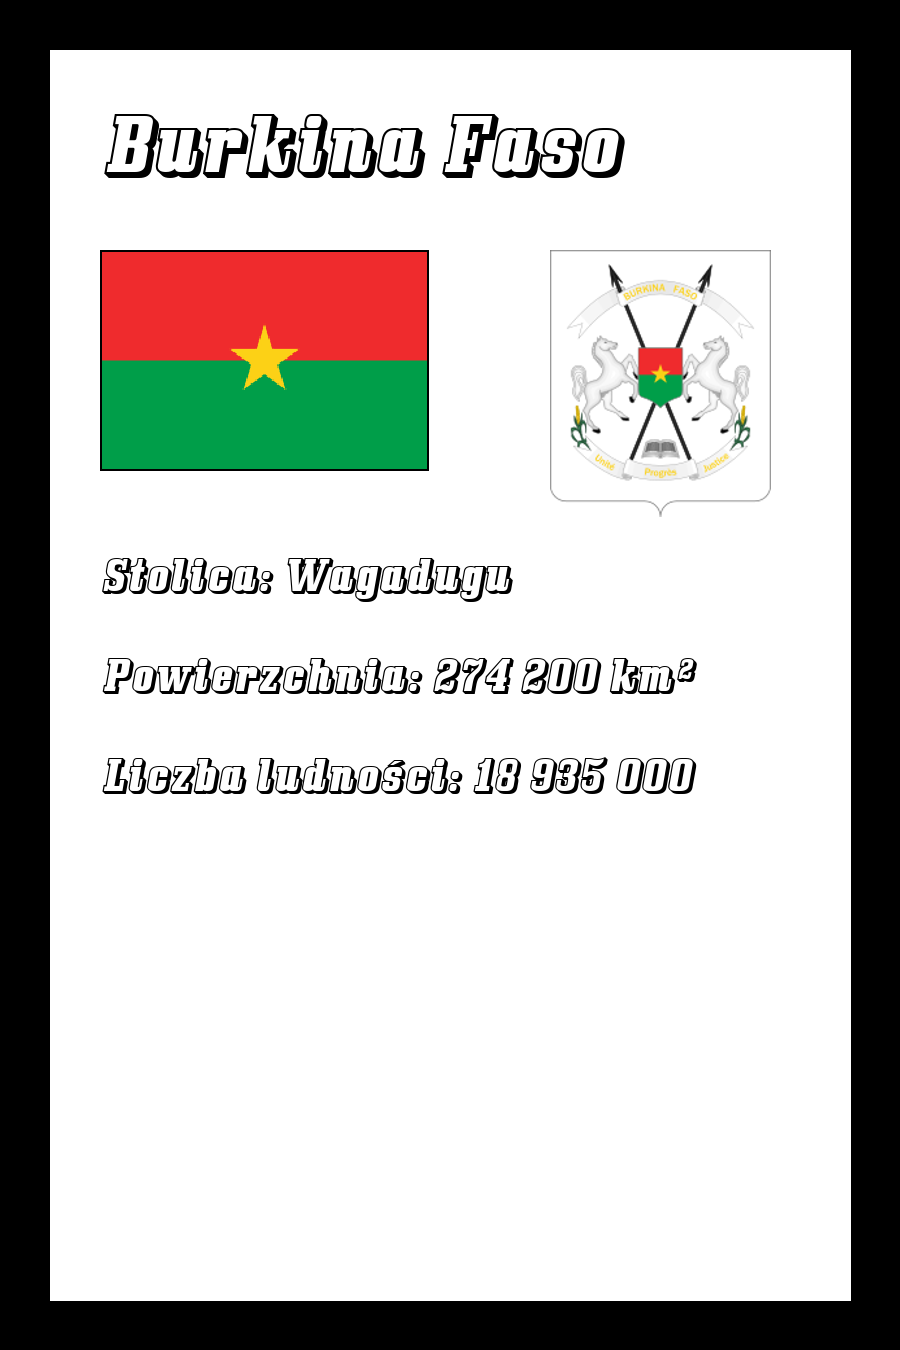 Burkina Faso
BURKINA FASO
Unité Progrès Justice
Stolica: Wagadugu
Powierzchnia: 274 200 km²
Liczba ludności: 18 935 000